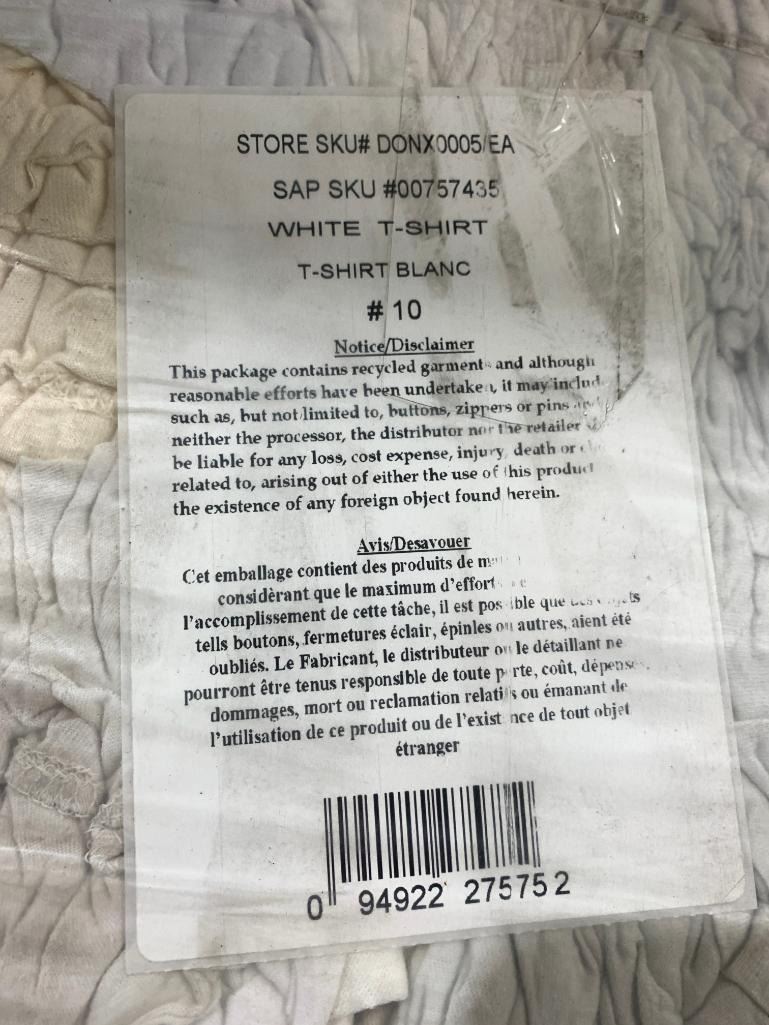 STORE SKU# DONX0005/EA
SAP SKU #00757435
WHITE T-SHIRT
T-SHIRT BLANC
# 10
Notice/Disclaimer
This package contains recycled garment and although
reasonable efforts have been undertaken, it may includ
such as, but not limited to, buttons, zippers or pins and
neither the processor, the distributor nor the retailer
be liable for any loss, cost expense, injury, death or
related to, arising out of either the use of this product
the existence of any foreign object found herein.
Avis/Desavouer
Cet emballage contient des produits de
considèrant que le maximum d'effort
l'accomplissement de cette tâche, il est possible que
tells boutons, fermetures éclair, épinles ou autres, aient été
oubliés. Le Fabricant, le distributeur ou le détaillant ne
pourront être tenus responsible de toute perte, coût, dépense,
dommages, mort ou reclamation relatifs ou émanant de
l'utilisation de ce produit ou de l'existence de tout objet
étranger
0 94922 27575 2